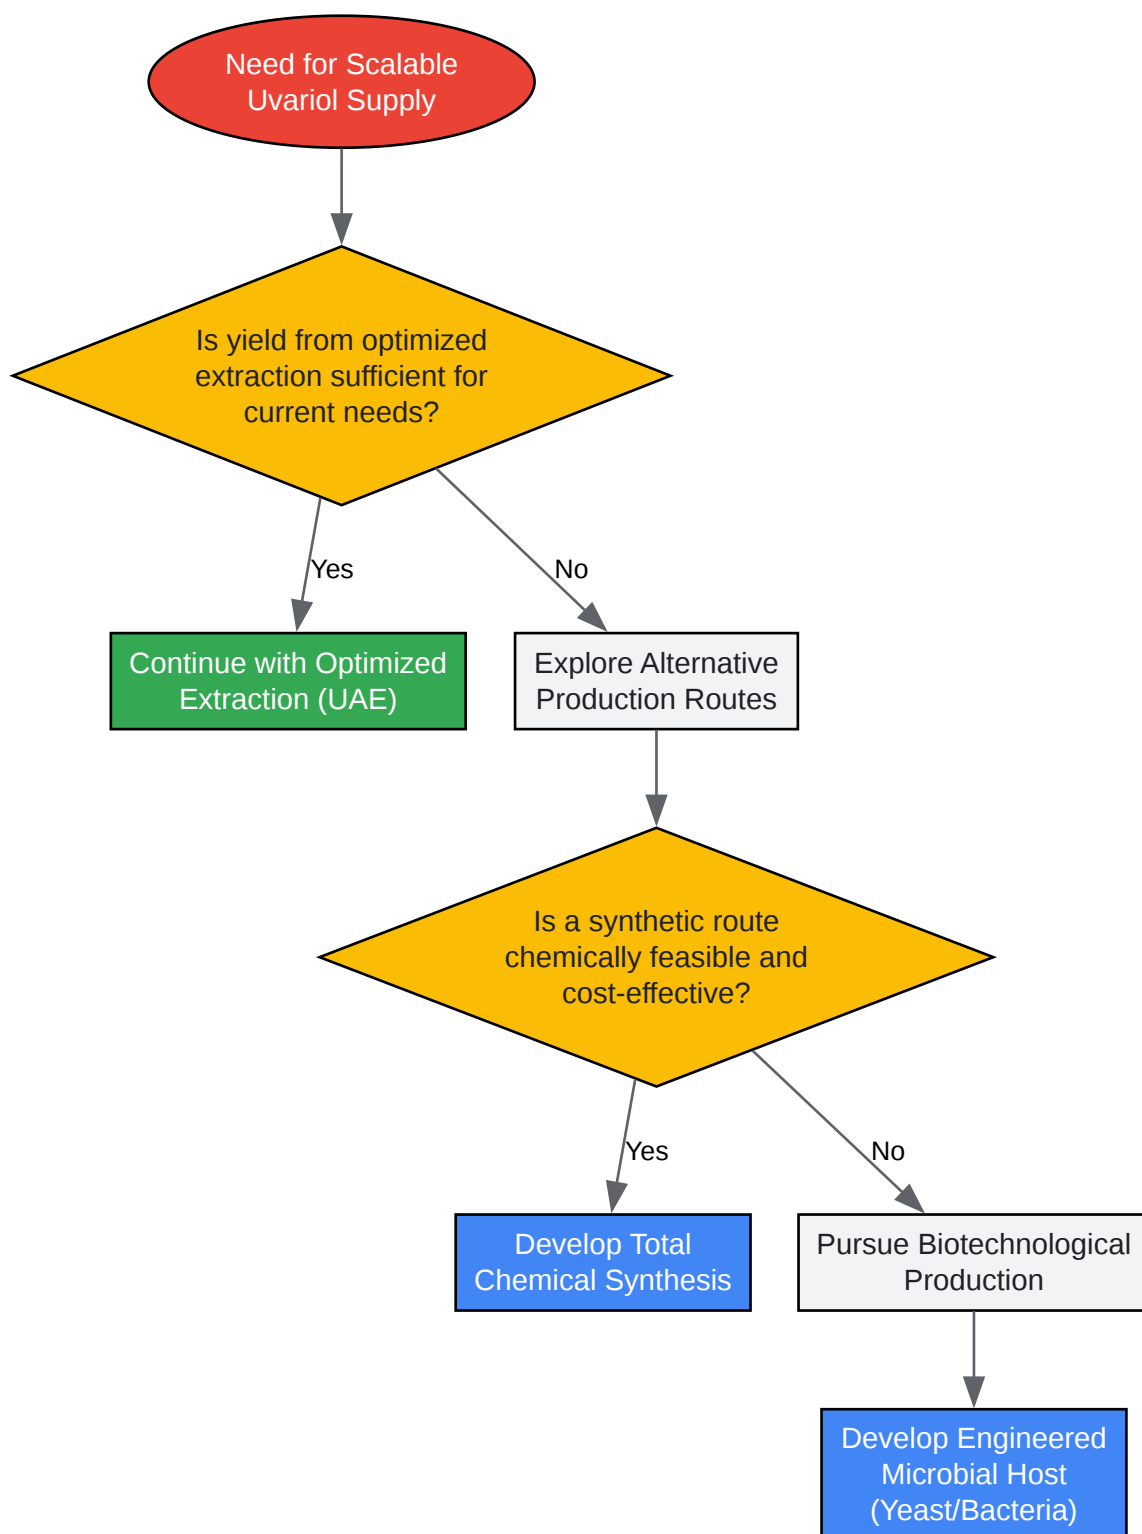 Need for Scalable
Uvariol Supply
Is yield from optimized
extraction sufficient for
current needs?
Yes
No
Continue with Optimized
Extraction (UAE)
Explore Alternative
Production Routes
Is a synthetic route
chemically feasible and
cost-effective?
Yes
No
Develop Total
Chemical Synthesis
Pursue Biotechnological
Production
Develop Engineered
Microbial Host
(Yeast/Bacteria)